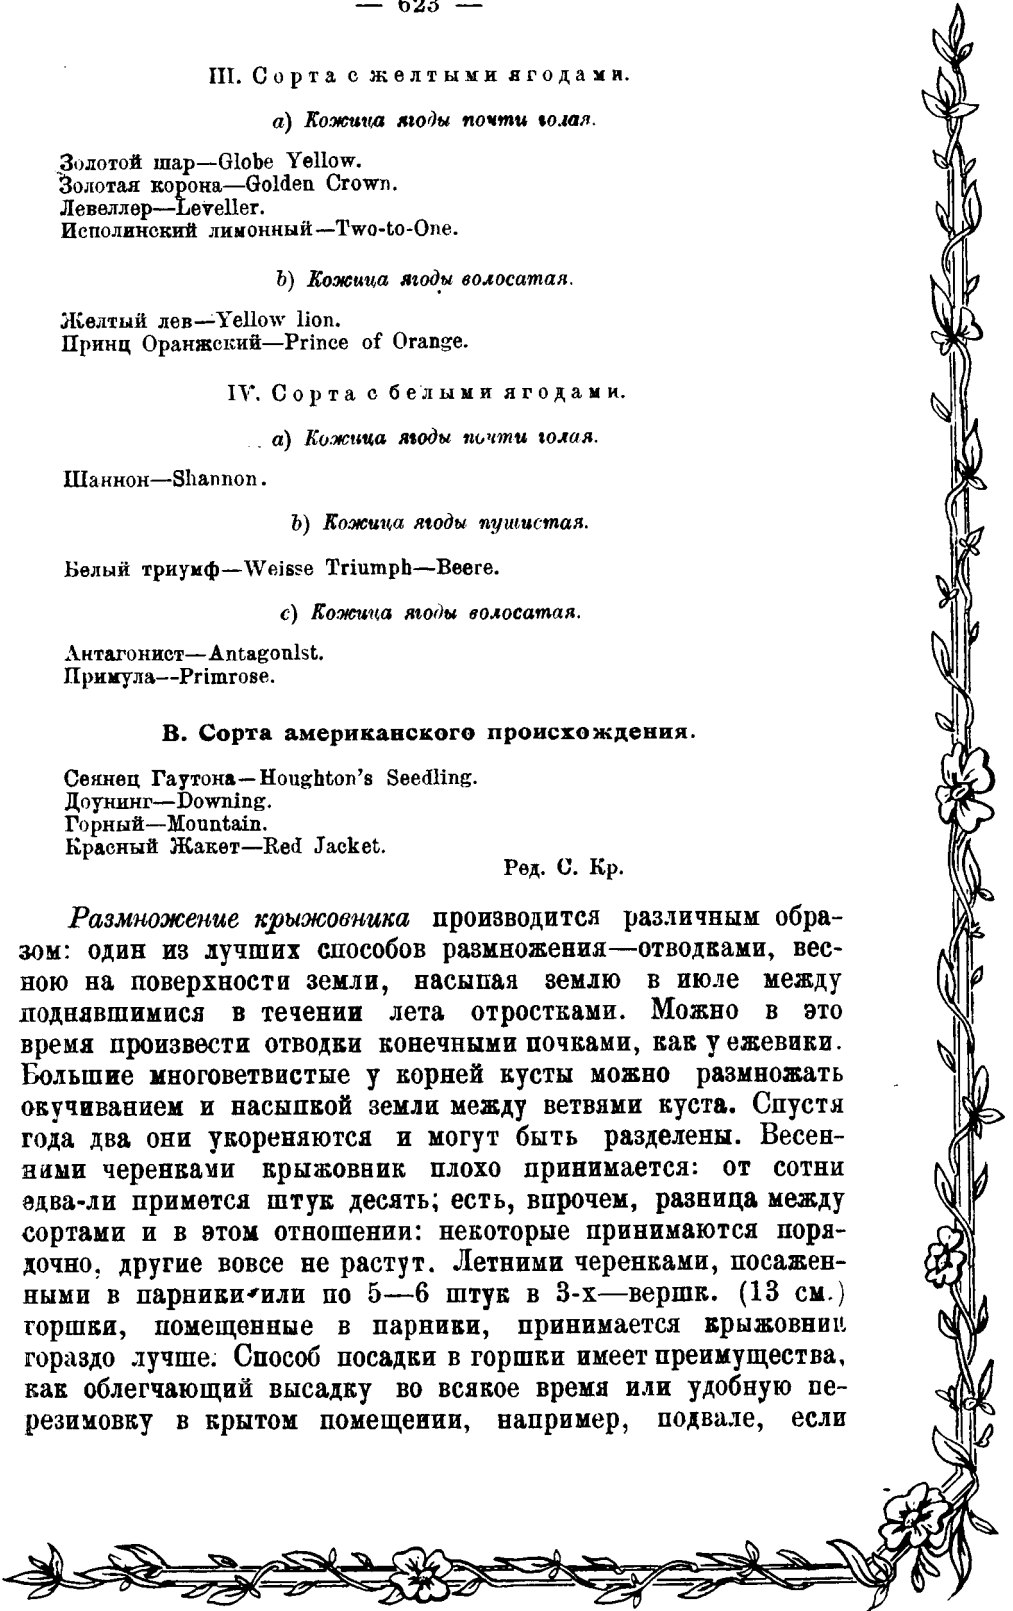 — 623 —
III. Сорта с желтыми ягодами.
a) Кожица ягоды почти голая.
Золотой шар—Globe Yellow.
Золотая корона—Golden Crown.
Левеллер—Leveller.
Исполинский лимонный—Two-to-One.
b) Кожица ягоды волосатая.
Желтый лев—Yellow lion.
Принц Оранжский—Prince of Orange.
IV. Сорта с белыми ягодами.
a) Кожица ягоды почти голая.
Шаннон—Shannon.
b) Кожица ягоды пушистая.
Белый триумф—Weisse Triumph—Beere.
c) Кожица ягоды волосатая.
Антагонист—Antagonlst.
Примула—Primrose.
В. Сорта американского происхождения.
Сеянец Гаутона—Houghton's Seedling.
Доунинг—Downing.
Горный—Mountain.
Красный Жакет—Red Jacket.
Ред. С. Кр.
Размножение крыжовника производится различным обра-
зом: один из лучших способов размножения—отводками, вес-
ною на поверхности земли, насыпая землю в июле между
поднявшимися в течении лета отростками. Можно в это
время произвести отводки конечными почками, как у ежевики.
Большие многоветвистые у корней кусты можно размножать
окучиванием и насыпкой земли между ветвями куста. Спустя
года два они укореняются и могут быть разделены. Весен-
ними черенками крыжовник плохо принимается: от сотни
едва-ли примется штук десять; есть, впрочем, разница между
сортами и в этом отношении: некоторые принимаются поря-
дочно, другие вовсе не растут. Летними черенками, посажен-
ными в парники или по 5—6 штук в 3-х—вершк. (13 см.)
горшки, помещенные в парники, принимается крыжовник
гораздо лучше. Способ посадки в горшки имеет преимущества,
как облегчающий высадку во всякое время или удобную пе-
резимовку в крытом помещении, например, подвале, если